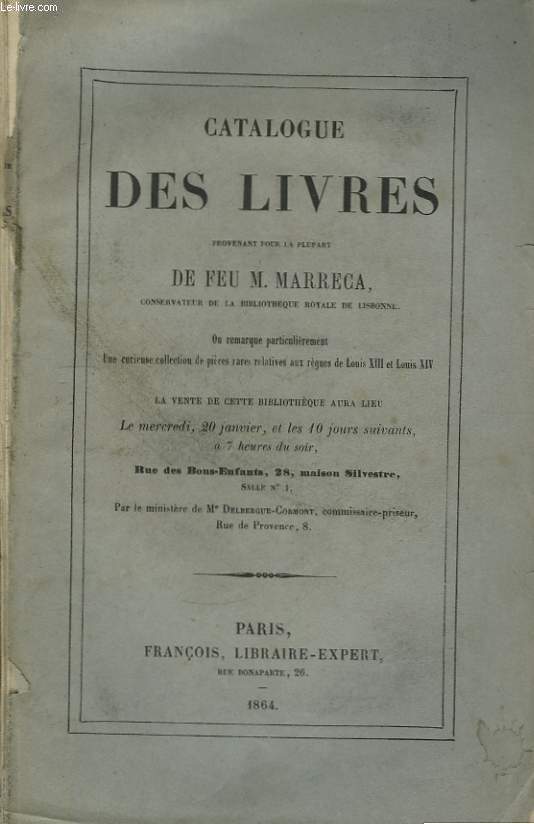 © Le-livre.com
CATALOGUE
DES LIVRES
PROVENANT POUR LA PLUPART
DE FEU M. MARRECA,
CONSERVATEUR DE LA BIBLIOTHÈQUE ROYALE DE LISBONNE.
On remarque particulièrement
Une curieuse collection de pièces rares relatives aux règnes de Louis XIII et Louis XIV
LA VENTE DE CETTE BIBLIOTHÈQUE AURA LIEU
Le mercredi, 20 janvier, et les 10 jours suivants,
à 7 heures du soir,
Rue des Bons-Enfants, 28, maison Silvestre,
SALLE N° 1,
Par le ministère de Me DELBERGUE-CORMONT, commissaire-priseur,
Rue de Provence, 8.
PARIS,
FRANÇOIS, LIBRAIRE-EXPERT,
RUE BONAPARTE, 26.
—
1864.